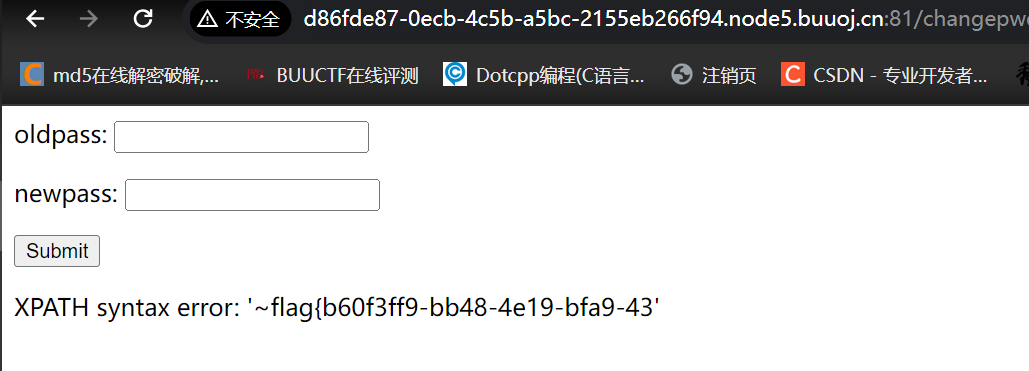 不安全 d86fde87-0ecb-4c5b-a5bc-2155eb266f94.node5.buuoj.cn:81/changepw
md5在线解密破解,... BUUCTF在线评测 Dotcpp编程(C语言... 注销页 CSDN - 专业开发者...
oldpass:
newpass:
Submit
XPATH syntax error: '~flag{b60f3ff9-bb48-4e19-bfa9-43'